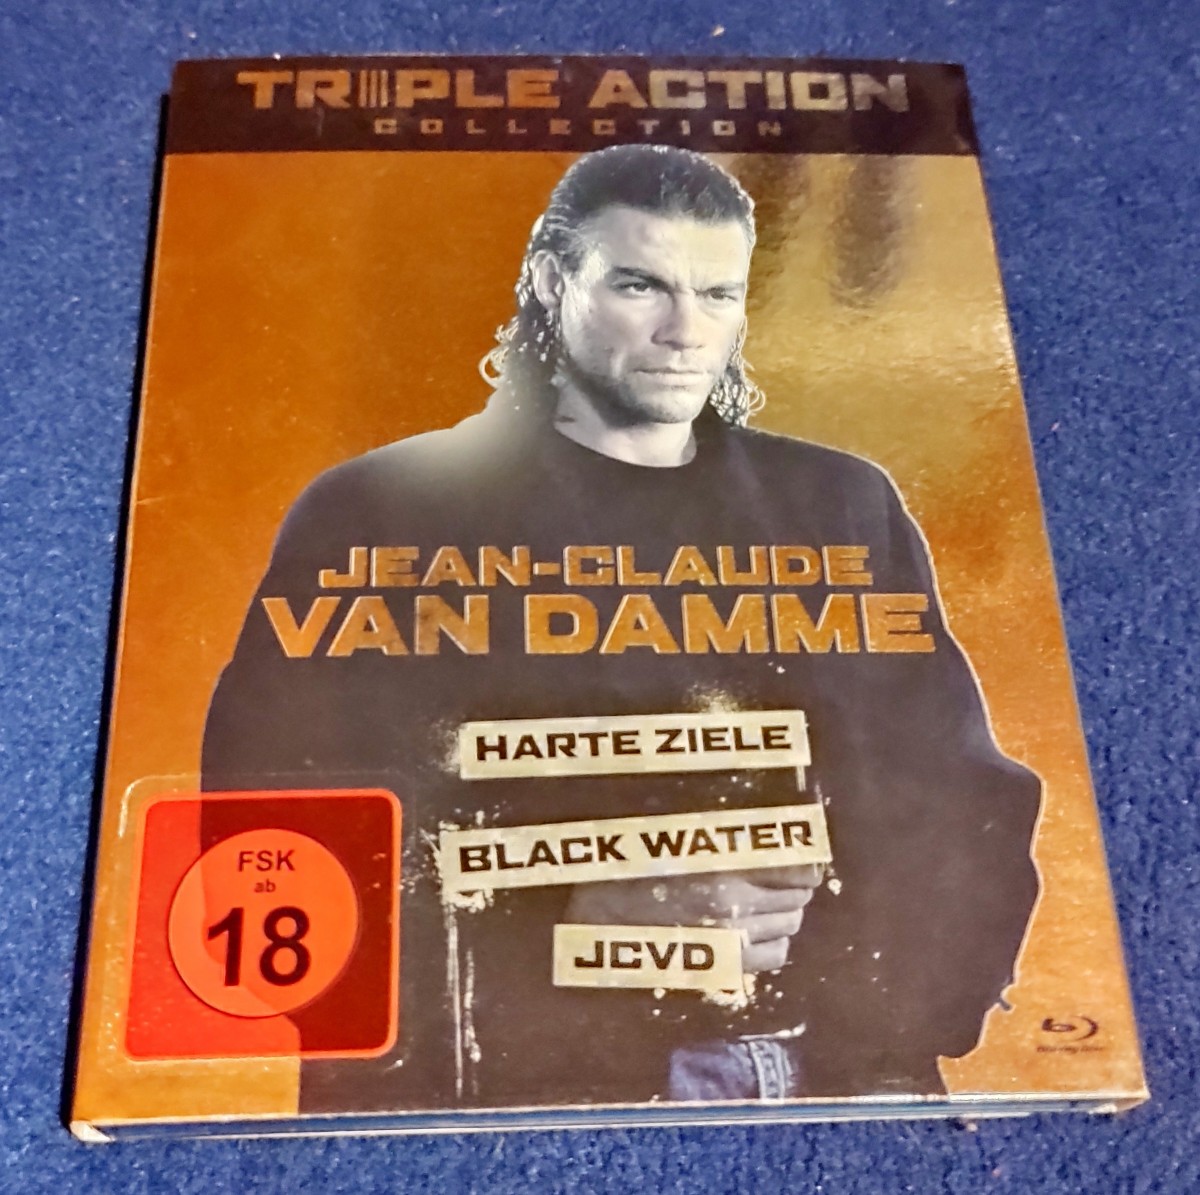 TRIPLE ACTION
COLLECTION
JEAN-CLAUDE
VAN DAMME
HARTE ZIELE
BLACK WATER
JCVD
FSK
ab
18